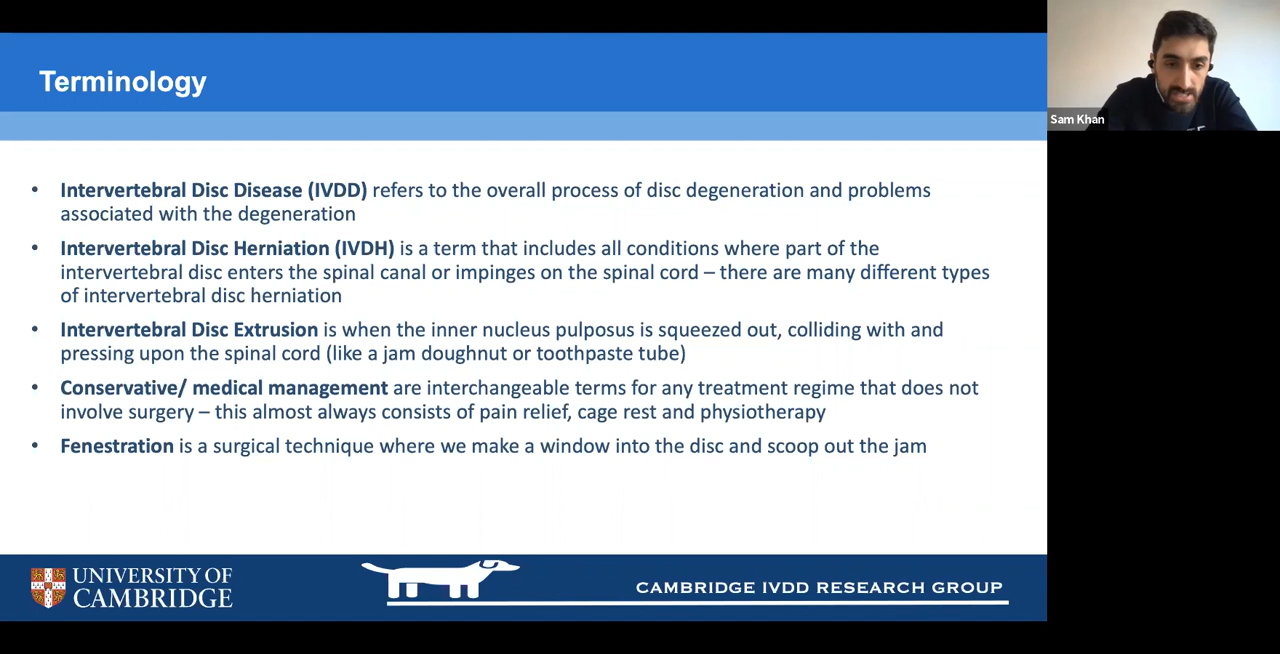 Terminology
Sam Khan
• Intervertebral Disc Disease (IVDD) refers to the overall process of disc degeneration and problems
associated with the degeneration
• Intervertebral Disc Herniation (IVDH) is a term that includes all conditions where part of the
intervertebral disc enters the spinal canal or impinges on the spinal cord – there are many different types
of intervertebral disc herniation
• Intervertebral Disc Extrusion is when the inner nucleus pulposus is squeezed out, colliding with and
pressing upon the spinal cord (like a jam doughnut or toothpaste tube)
• Conservative/ medical management are interchangeable terms for any treatment regime that does not
involve surgery – this almost always consists of pain relief, cage rest and physiotherapy
• Fenestration is a surgical technique where we make a window into the disc and scoop out the jam
UNIVERSITY OF
CAMBRIDGE
CAMBRIDGE IVDD RESEARCH GROUP